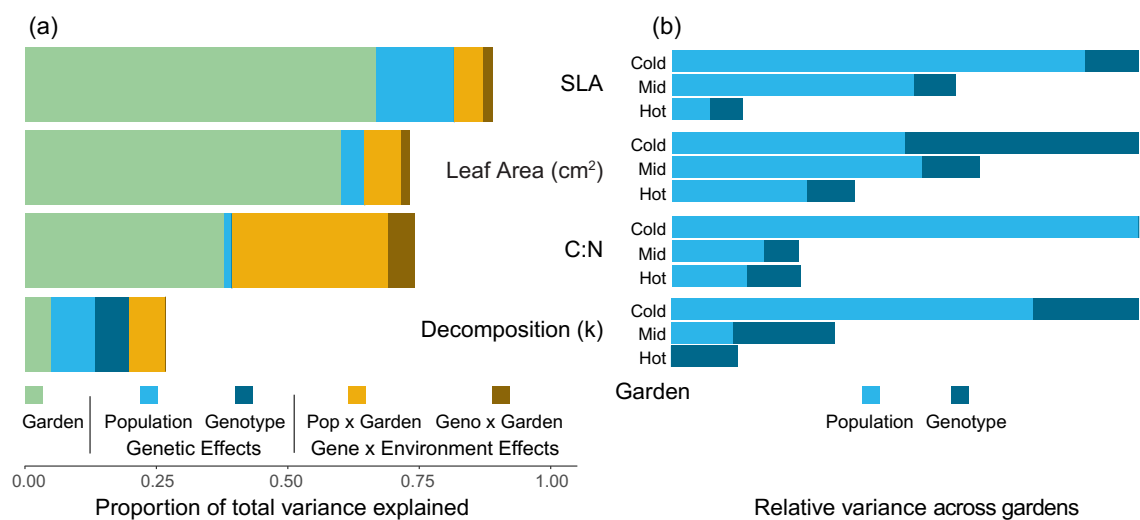 (a)
SLA
Leaf Area (cm²)
C:N
Decomposition (k)
Garden
Population
Genotype
Pop x Garden
Geno x Garden
Genetic Effects
Gene x Environment Effects
0.00
0.25
0.50
0.75
1.00
Proportion of total variance explained
(b)
Cold
Mid
Hot
Cold
Mid
Hot
Cold
Mid
Hot
Cold
Mid
Hot
Garden
Population
Genotype
Relative variance across gardens